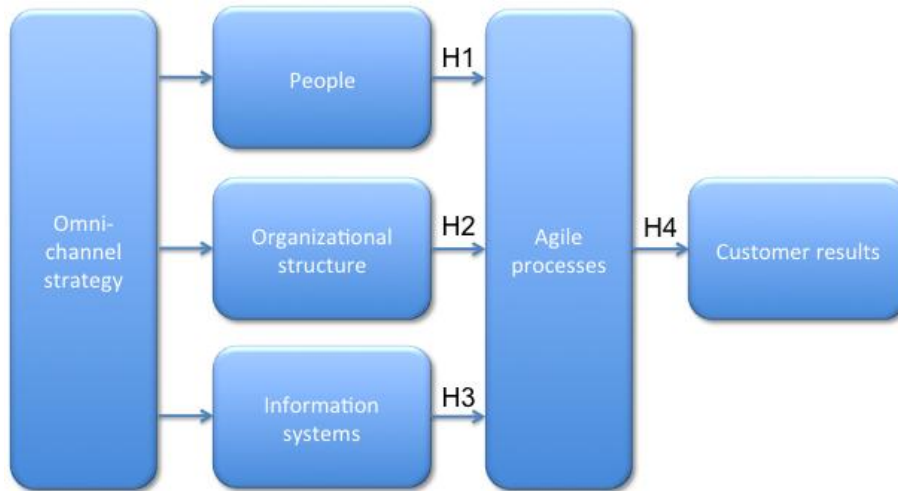 Omni-
channel
strategy
People
Organizational
structure
Information
systems
H1
H2
H3
Agile
processes
H4
Customer results